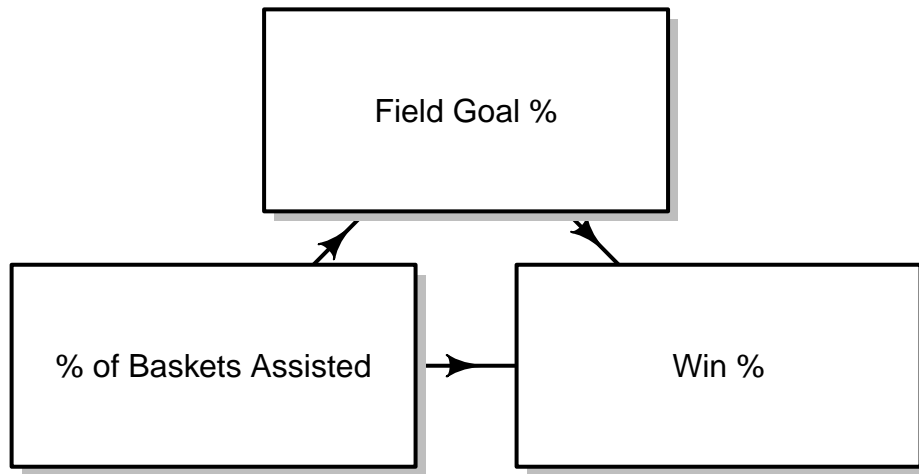 Field Goal %
% of Baskets Assisted
Win %